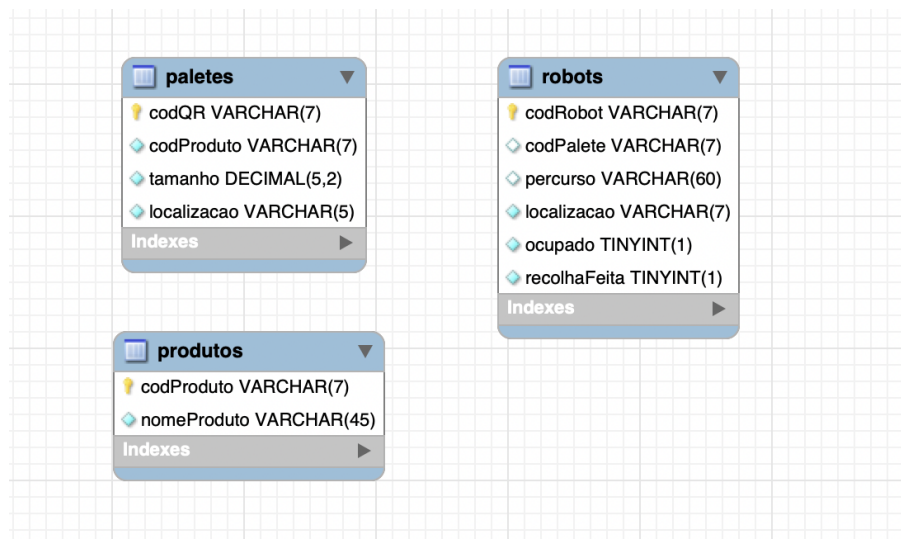 paletes
codQR VARCHAR(7)
codProduto VARCHAR(7)
tamanho DECIMAL(5,2)
localizacao VARCHAR(5)
Indexes
robots
codRobot VARCHAR(7)
codPalete VARCHAR(7)
percurso VARCHAR(60)
localizacao VARCHAR(7)
ocupado TINYINT(1)
recolhaFeita TINYINT(1)
Indexes
produtos
codProduto VARCHAR(7)
nomeProduto VARCHAR(45)
Indexes